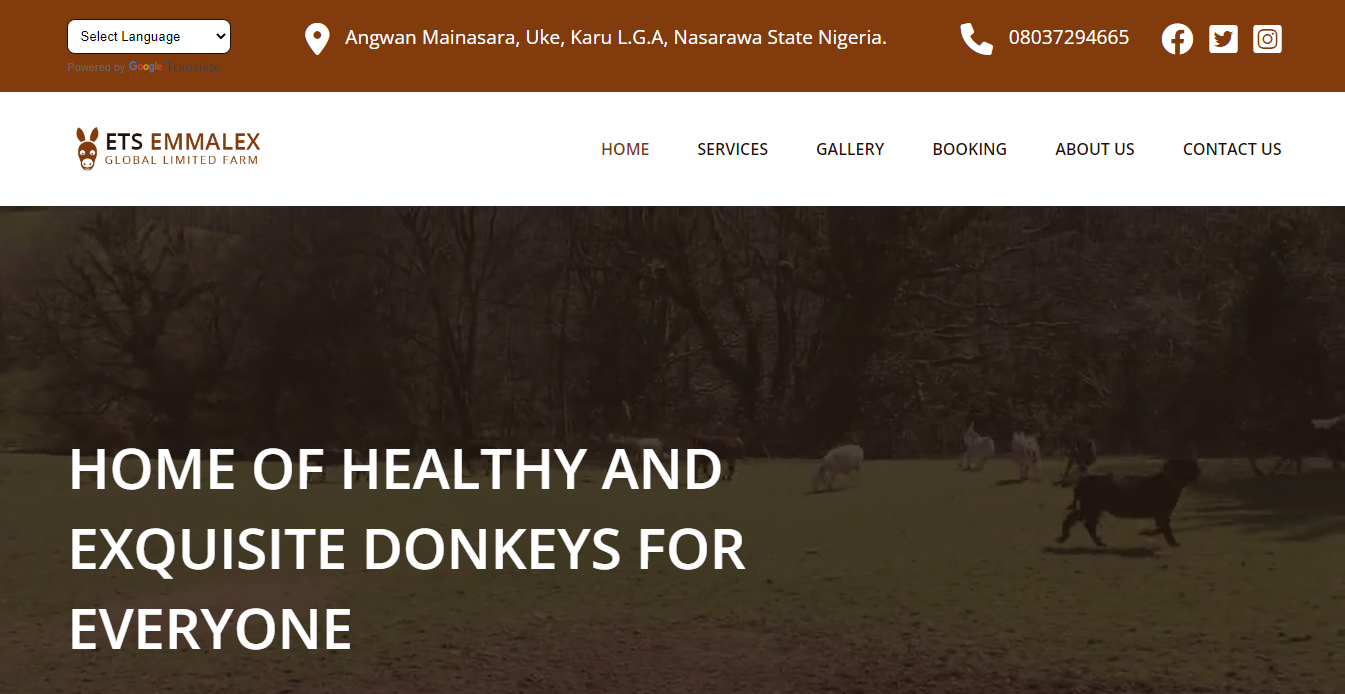 Select Language
Powered by Google Translate
Angwan Mainasara, Uke, Karu L.G.A, Nasarawa State Nigeria.
08037294665
ETS EMMALEX
GLOBAL LIMITED FARM
HOME
SERVICES
GALLERY
BOOKING
ABOUT US
CONTACT US
HOME OF HEALTHY AND
EXQUISITE DONKEYS FOR
EVERYONE